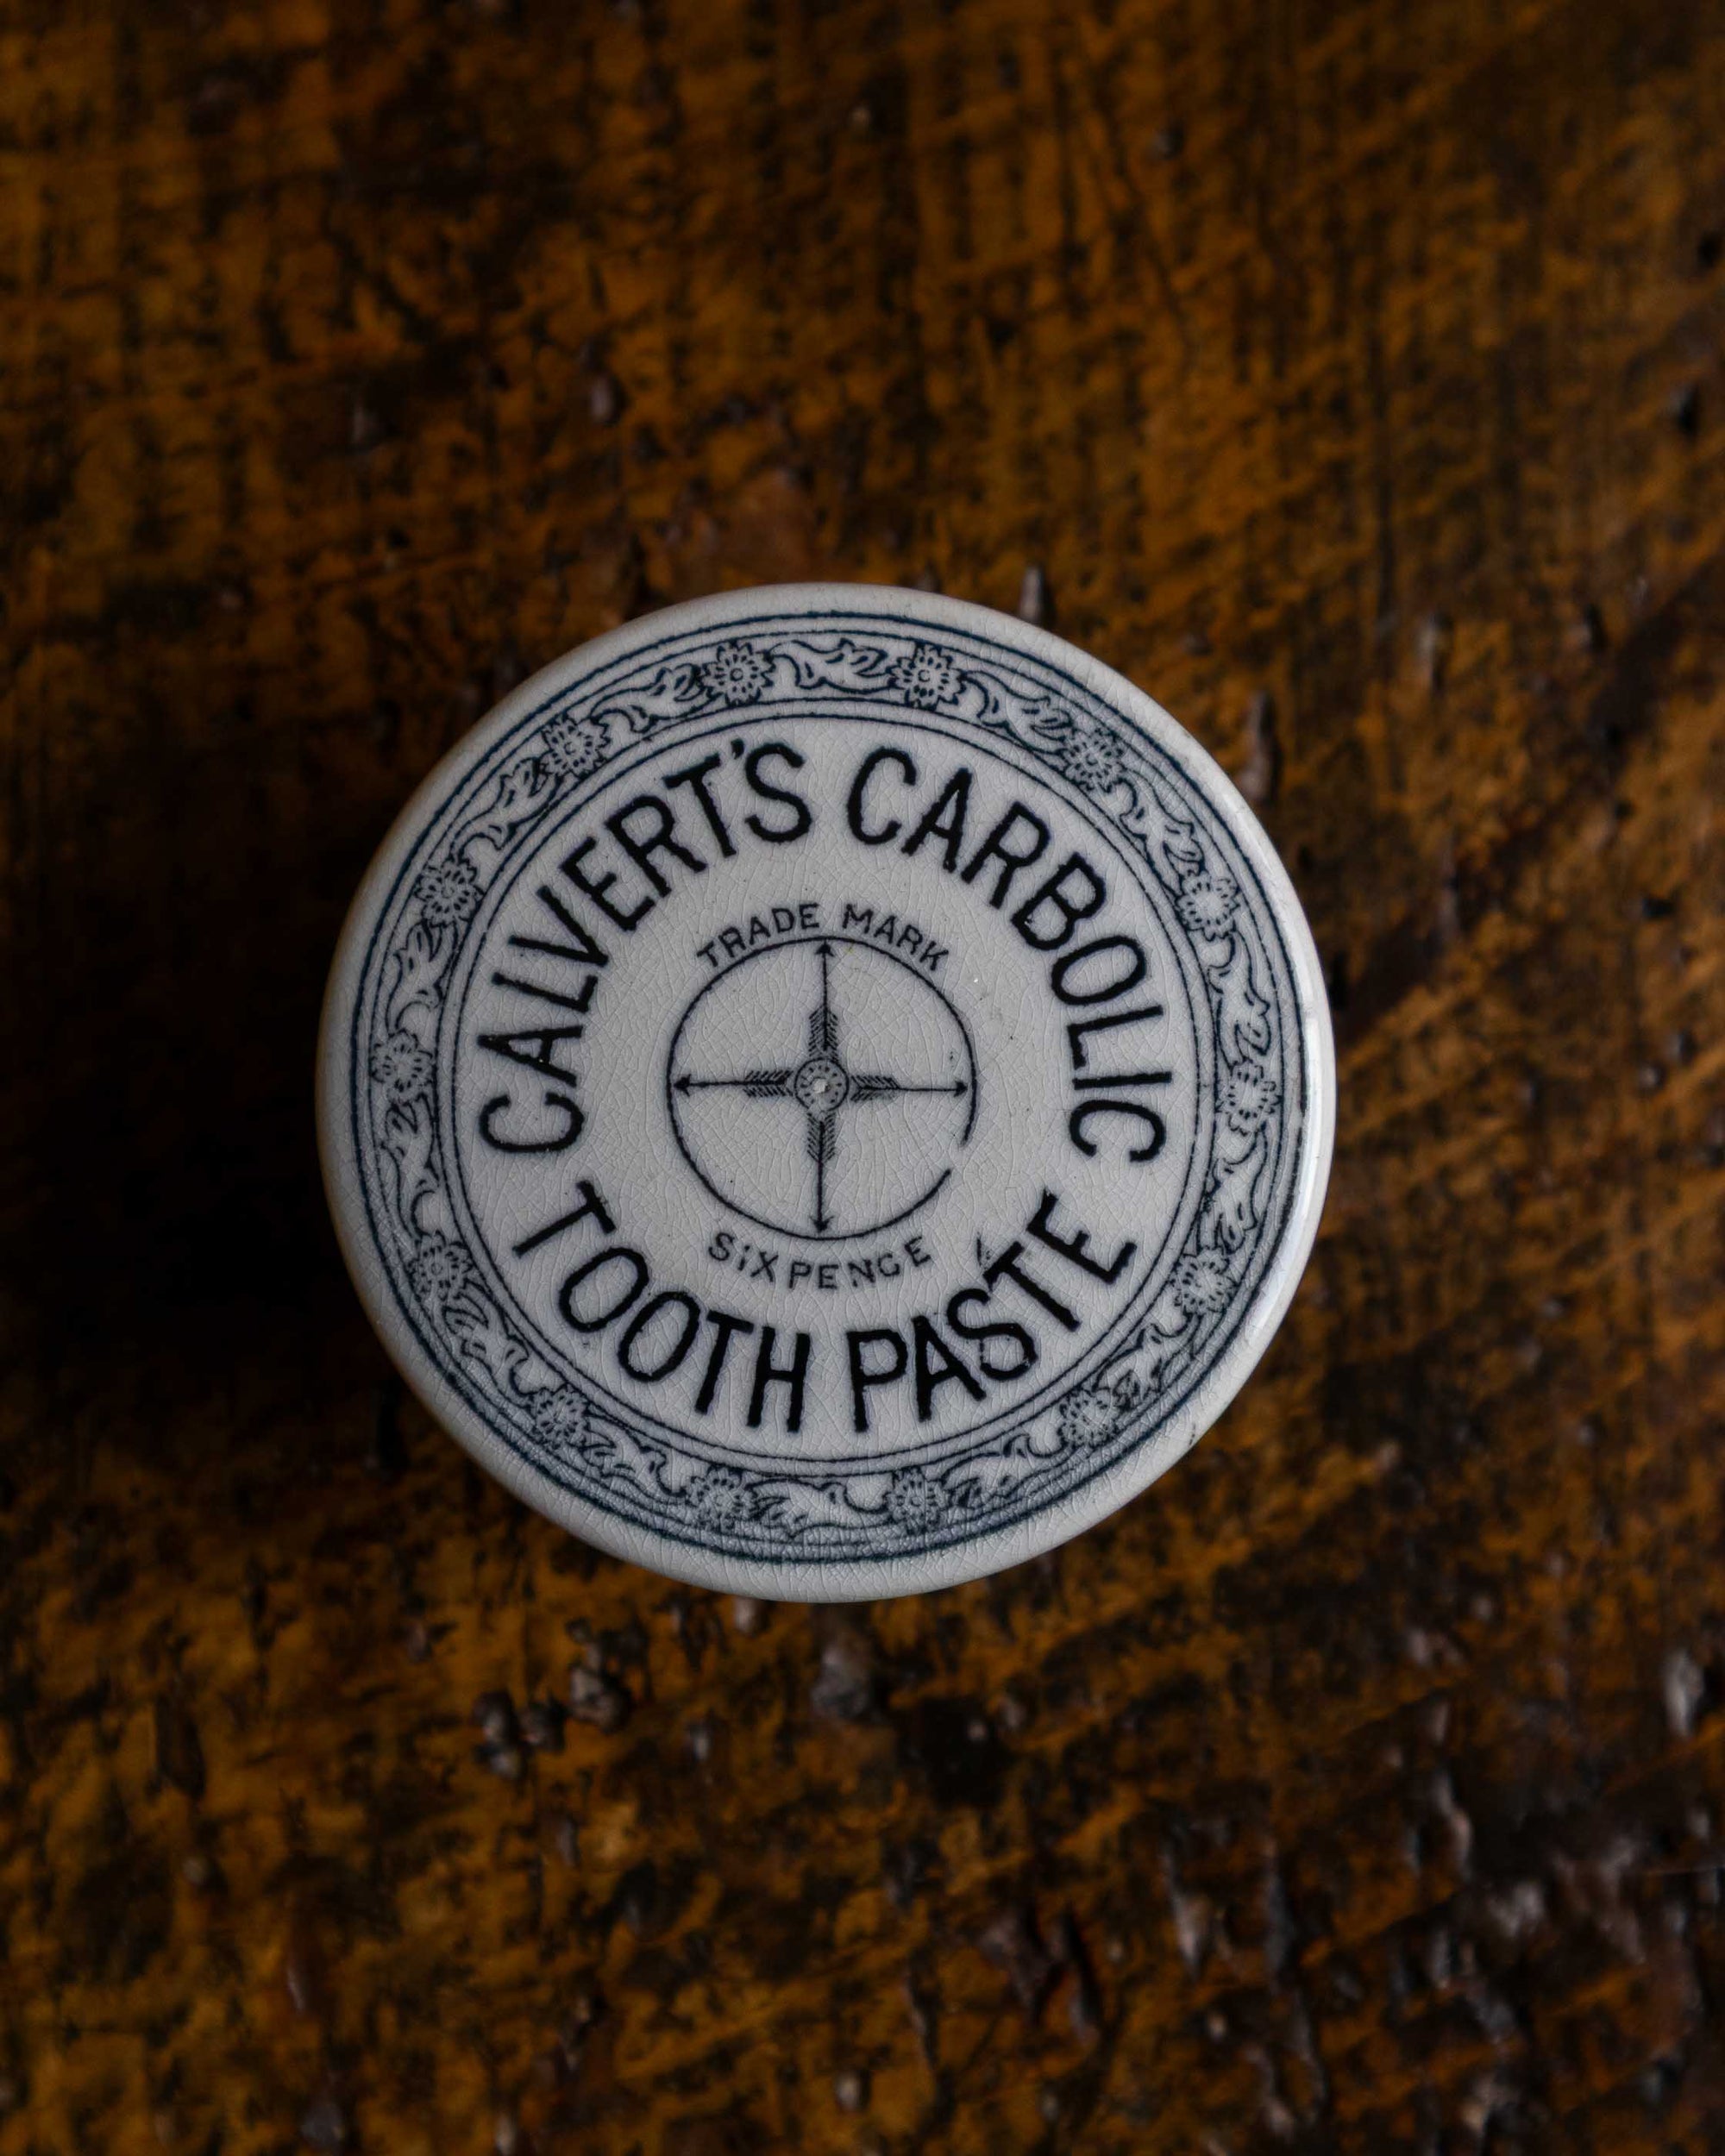 CALVERT'S CARBOLIC
TRADE MARK
SIXPENCE
TOOTH PASTE